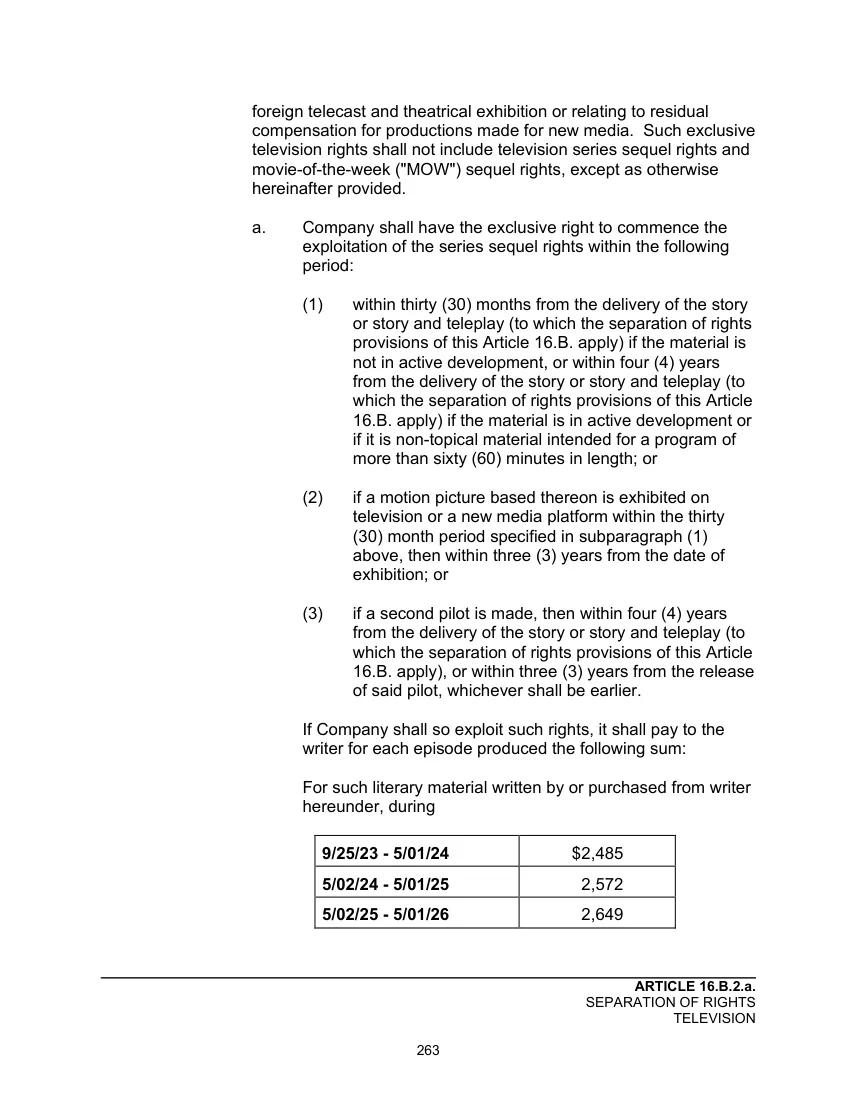 foreign telecast and theatrical exhibition or relating to residual
compensation for productions made for new media.  Such exclusive
television rights shall not include television series sequel rights and
movie-of-the-week ("MOW") sequel rights, except as otherwise
hereinafter provided.
a. Company shall have the exclusive right to commence the
exploitation of the series sequel rights within the following
period:
(1) within thirty (30) months from the delivery of the story
or story and teleplay (to which the separation of rights
provisions of this Article 16.B. apply) if the material is
not in active development, or within four (4) years
from the delivery of the story or story and teleplay (to
which the separation of rights provisions of this Article
16.B. apply) if the material is in active development or
if it is non-topical material intended for a program of
more than sixty (60) minutes in length; or
(2) if a motion picture based thereon is exhibited on
television or a new media platform within the thirty
(30) month period specified in subparagraph (1)
above, then within three (3) years from the date of
exhibition; or
(3) if a second pilot is made, then within four (4) years
from the delivery of the story or story and teleplay (to
which the separation of rights provisions of this Article
16.B. apply), or within three (3) years from the release
of said pilot, whichever shall be earlier.
If Company shall so exploit such rights, it shall pay to the
writer for each episode produced the following sum:
For such literary material written by or purchased from writer
hereunder, during
9/25/23 - 5/01/24 $2,485
5/02/24 - 5/01/25 2,572
5/02/25 - 5/01/26 2,649
ARTICLE 16.B.2.a.
SEPARATION OF RIGHTS
TELEVISION
263